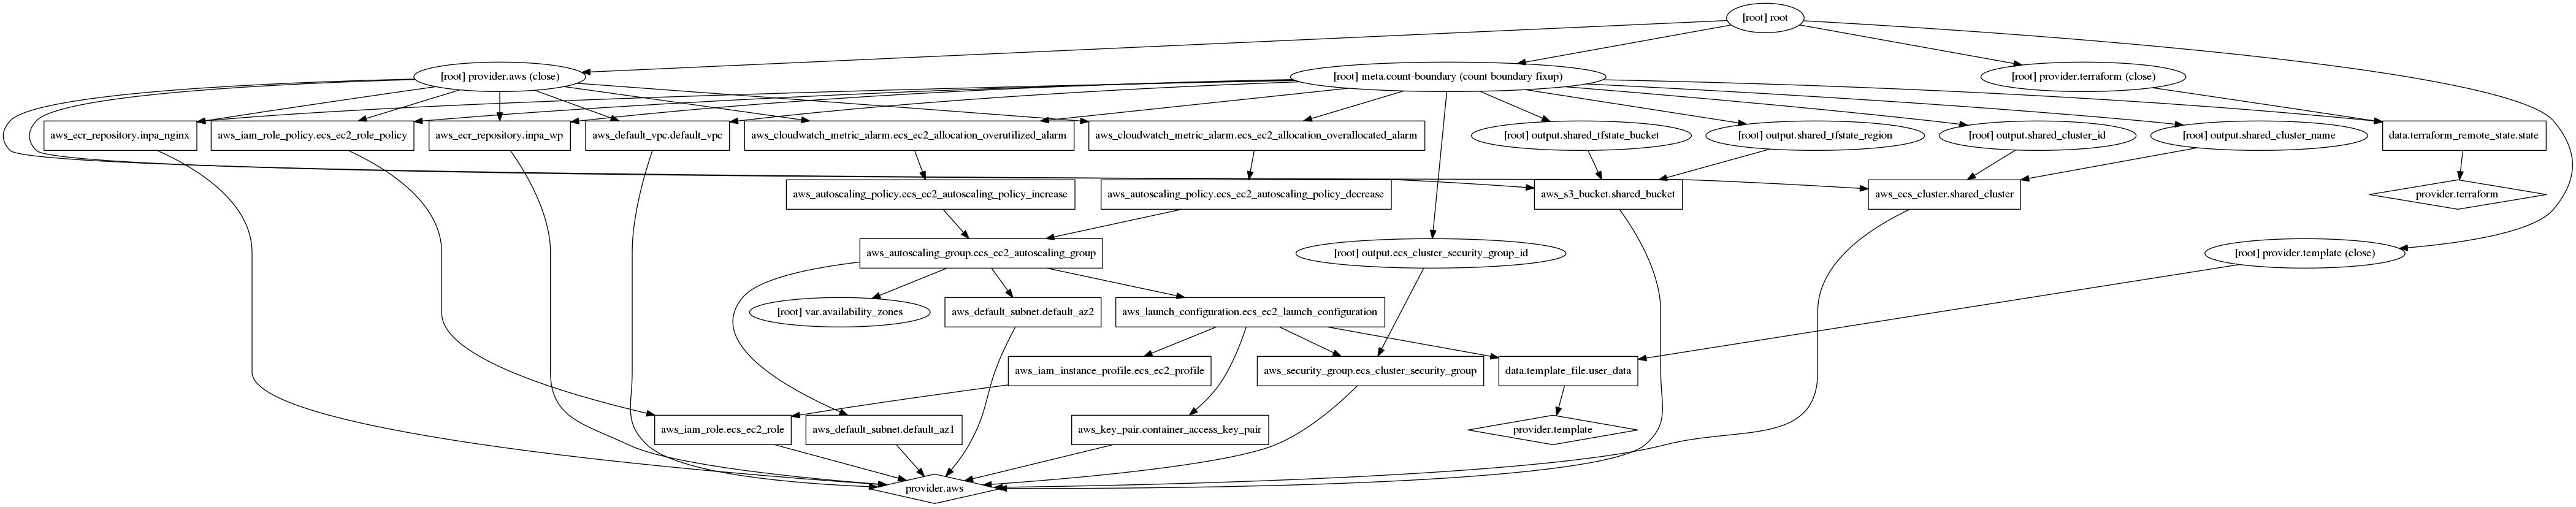 [root] root
[root] provider.aws (close)
[root] meta.count-boundary (count boundary fixup)
[root] provider.terraform (close)
aws_ecr_repository.inpa_nginx
aws_iam_role_policy.ecs_ec2_role_policy
aws_ecr_repository.inpa_wp
aws_default_vpc.default_vpc
aws_cloudwatch_metric_alarm.ecs_ec2_allocation_overutilized_alarm
aws_cloudwatch_metric_alarm.ecs_ec2_allocation_overallocated_alarm
[root] output.shared_tfstate_bucket
[root] output.shared_tfstate_region
[root] output.shared_cluster_id
[root] output.shared_cluster_name
data.terraform_remote_state.state
aws_autoscaling_policy.ecs_ec2_autoscaling_policy_increase
aws_autoscaling_policy.ecs_ec2_autoscaling_policy_decrease
aws_s3_bucket.shared_bucket
aws_ecs_cluster.shared_cluster
provider.terraform
aws_autoscaling_group.ecs_ec2_autoscaling_group
[root] output.ecs_cluster_security_group_id
[root] provider.template (close)
[root] var.availability_zones
aws_default_subnet.default_az2
aws_launch_configuration.ecs_ec2_launch_configuration
aws_iam_instance_profile.ecs_ec2_profile
aws_security_group.ecs_cluster_security_group
data.template_file.user_data
aws_iam_role.ecs_ec2_role
aws_default_subnet.default_az1
aws_key_pair.container_access_key_pair
provider.template
provider.aws